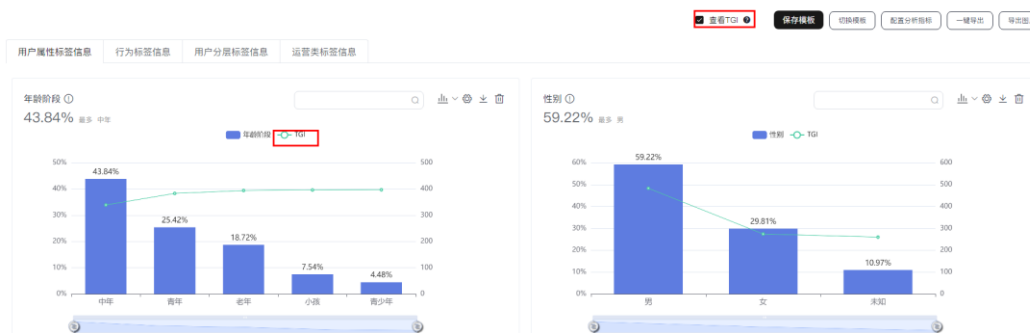 查看TGI
保存模板 切换模板 配置分析指标 一键导出 导出图
用户属性标签信息 行为标签信息 用户分层标签信息 运营类标签信息
年龄阶段
43.84% 最多 中年
年龄阶段 TGI
50% 500
43.84%
40% 400
30% 300
25.42%
20% 200
18.72%
10% 100
7.54%
4.48%
0% 0
中年 青年 老年 小孩 青少年
性别
59.22% 最多 男
性别 TGI
60% 600
59.22%
50% 500
40% 400
30% 300
29.81%
20% 200
10.97%
10% 100
0% 0
男 女 未知